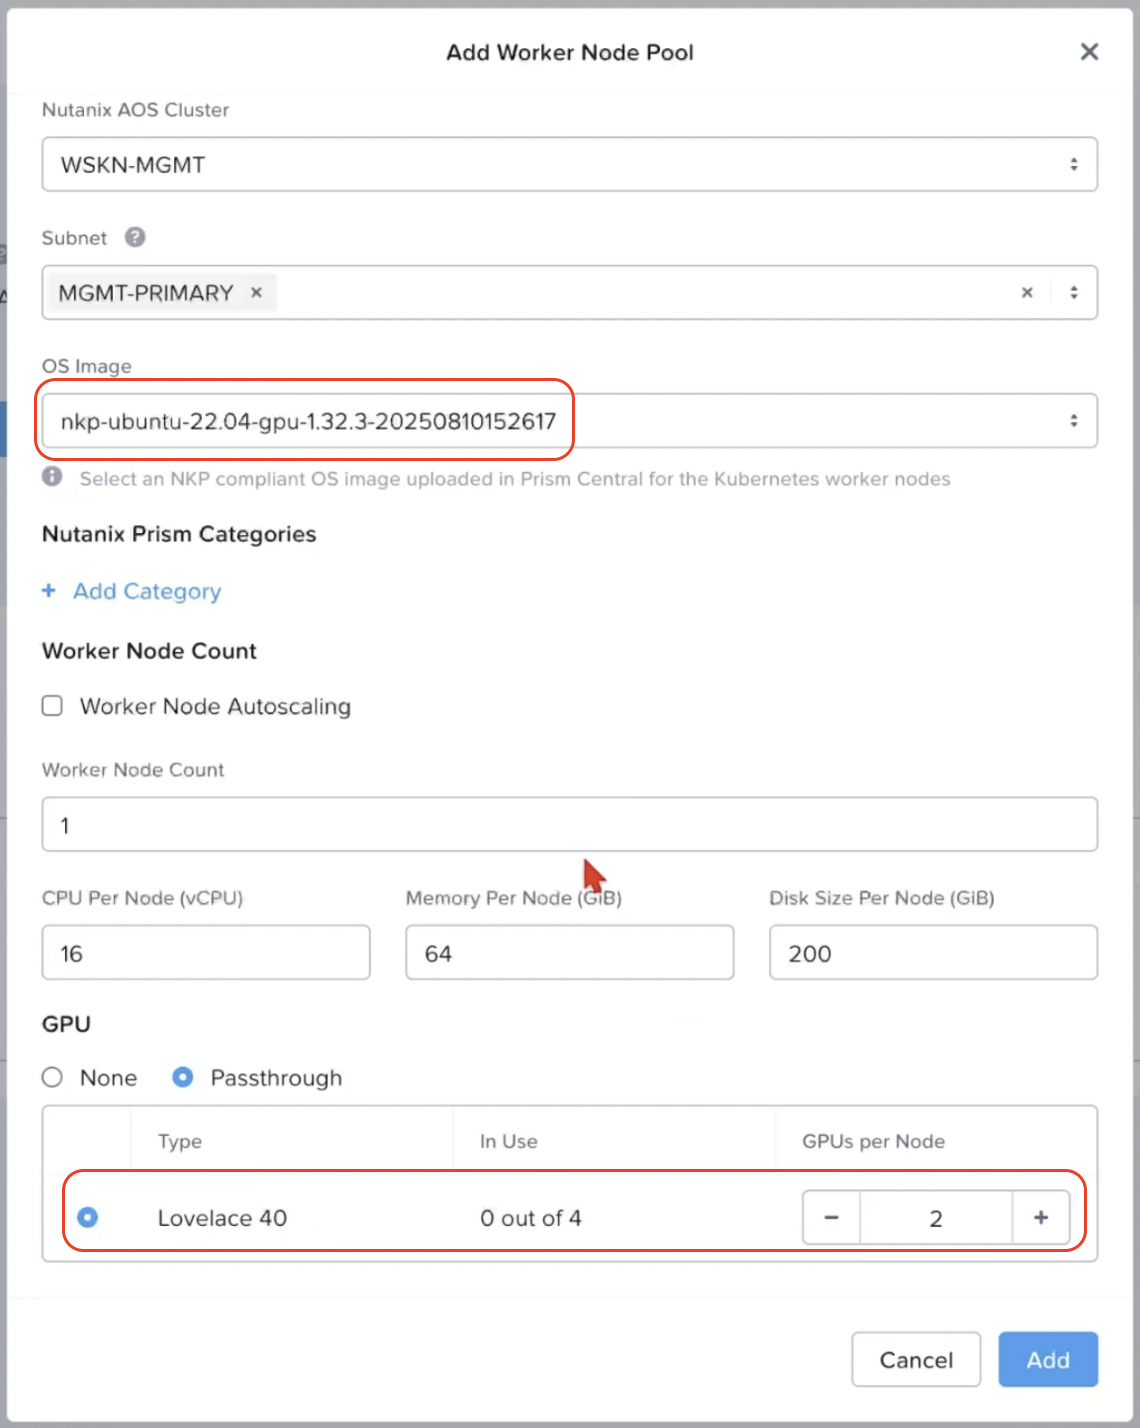 Add Worker Node Pool
Nutanix AOS Cluster
WSKN-MGMT
Subnet
MGMT-PRIMARY
OS Image
nkp-ubuntu-22.04-gpu-1.32.3-20250810152617
Select an NKP compliant OS image uploaded in Prism Central for the Kubernetes worker nodes
Nutanix Prism Categories
+ Add Category
Worker Node Count
Worker Node Autoscaling
Worker Node Count
1
CPU Per Node (vCPU) Memory Per Node (GiB) Disk Size Per Node (GiB)
16 64 200
GPU
None Passthrough
Type In Use GPUs per Node
Lovelace 40 0 out of 4 − 2 +
Cancel Add